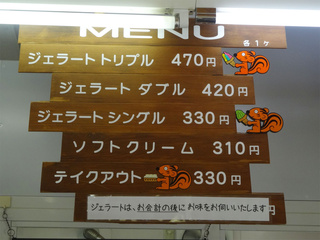 MENU
各1ヶ
ジェラートトリプル 470円
ジェラート ダブル 420円
ジェラートシングル 330円
ソフトクリーム 310円
テイクアウト 330円
ジェラートは、お会計の後にお味をお伺いいたします
円